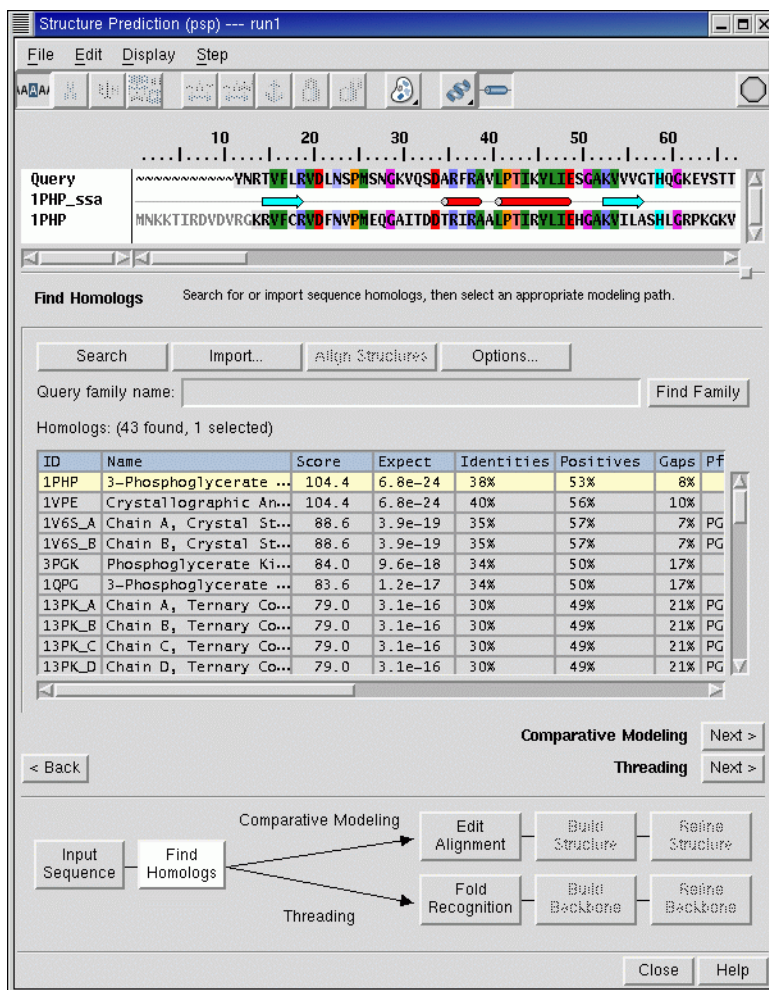 Structure Prediction (psp) --- run1
File Edit Display Step
10 20 30 40 50 60
Query ~~~~~~~~~~~YNRTVFLRVDLNSPMSNGKVQSDARFRAVLPTIKYLIESGAKVVVGTHQGKEYSTT
1PHP_ssa
1PHP MNKKTIRDVDVRGKRVFCRVDFNVPMEQGAITDDTRIRAALPTIRYLIEHGAKVILASHLGRPKGKV
Find Homologs Search for or import sequence homologs, then select an appropriate modeling path.
Search Import... Align Structures Options...
Query family name: Find Family
Homologs: (43 found, 1 selected)
ID Name Score Expect Identities Positives Gaps Pf
1PHP 3-Phosphoglycerate ... 104.4 6.8e-24 38% 53% 8%
1VPE Crystallographic An... 104.4 6.8e-24 40% 56% 10%
1V6S_A Chain A, Crystal St... 88.6 3.9e-19 35% 57% 7% PG
1V6S_B Chain B, Crystal St... 88.6 3.9e-19 35% 57% 7% PG
3PGK Phosphoglycerate Ki... 84.0 9.6e-18 34% 50% 17%
1QPG 3-Phosphoglycerate ... 83.6 1.2e-17 34% 50% 17%
13PK_A Chain A, Ternary Co... 79.0 3.1e-16 30% 49% 21% PG
13PK_B Chain B, Ternary Co... 79.0 3.1e-16 30% 49% 21% PG
13PK_C Chain C, Ternary Co... 79.0 3.1e-16 30% 49% 21% PG
13PK_D Chain D, Ternary Co... 79.0 3.1e-16 30% 49% 21% PG
Comparative Modeling Next >
< Back Threading Next >
Comparative Modeling
Input Sequence
Find Homologs
Edit Alignment
Build Structure
Refine Structure
Threading
Fold Recognition
Build Backbone
Refine Backbone
Close Help